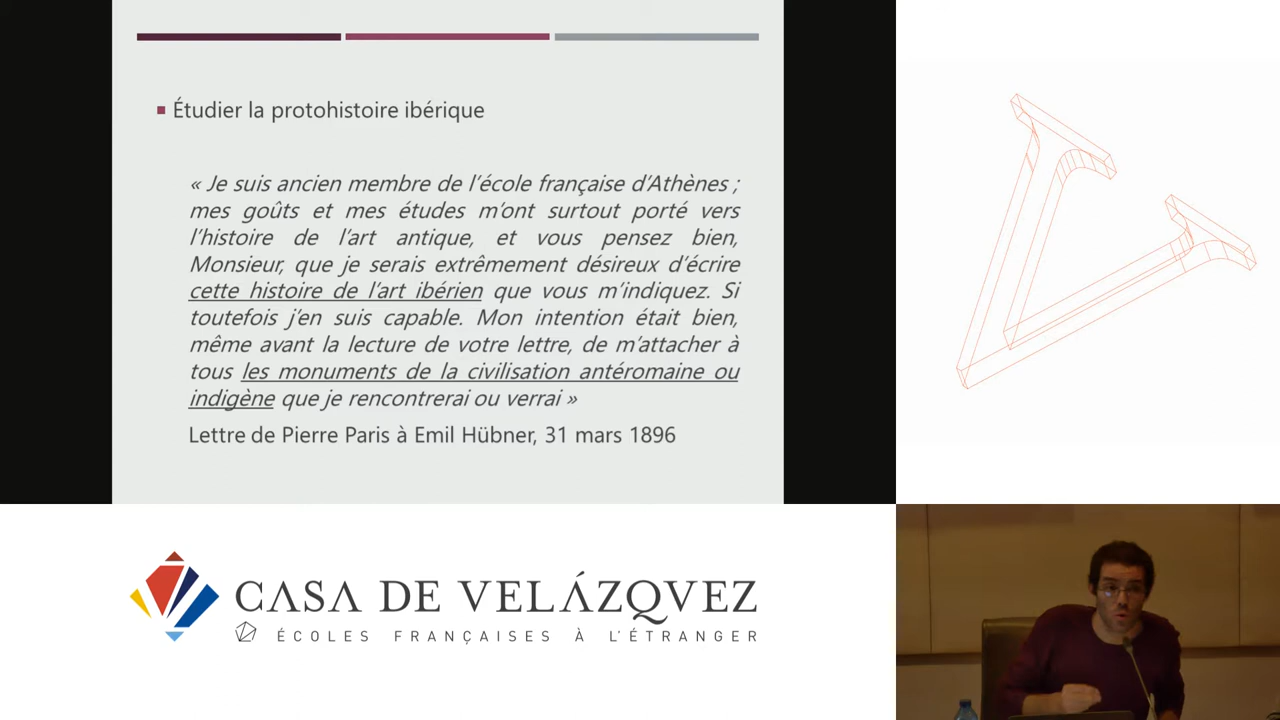 Étudier la protohistoire ibérique
« Je suis ancien membre de l'école française d'Athènes ;
mes goûts et mes études m'ont surtout porté vers
l'histoire de l'art antique, et vous pensez bien,
Monsieur, que je serais extrêmement désireux d'écrire
cette histoire de l'art ibérien que vous m'indiquez. Si
toutefois j'en suis capable. Mon intention était bien,
même avant la lecture de votre lettre, de m'attacher à
tous les monuments de la civilisation antéromaine ou
indigène que je rencontrerai ou verrai »
Lettre de Pierre Paris à Emil Hübner, 31 mars 1896
CASA DE VELÁZQVEZ
ÉCOLES FRANÇAISES À L'ÉTRANGER